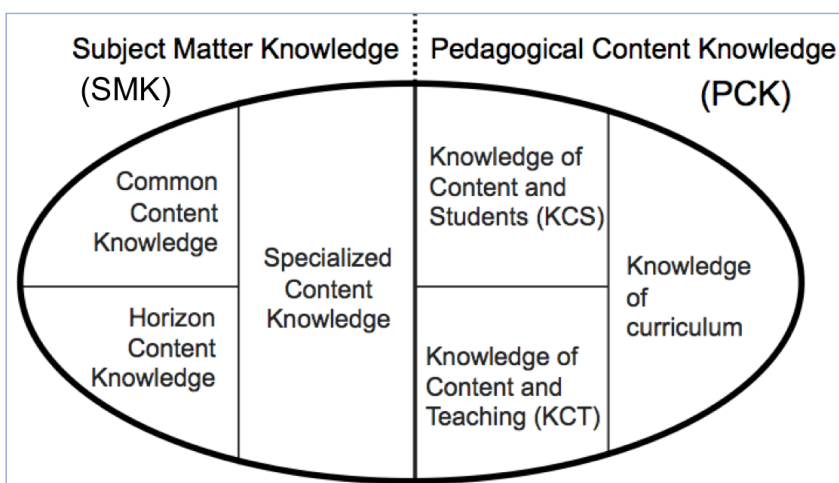 Subject Matter Knowledge
(SMK)
Pedagogical Content Knowledge
(PCK)
Common
Content
Knowledge
Horizon
Content
Knowledge
Specialized
Content
Knowledge
Knowledge of
Content and
Students (KCS)
Knowledge of
Content and
Teaching (KCT)
Knowledge
of
curriculum